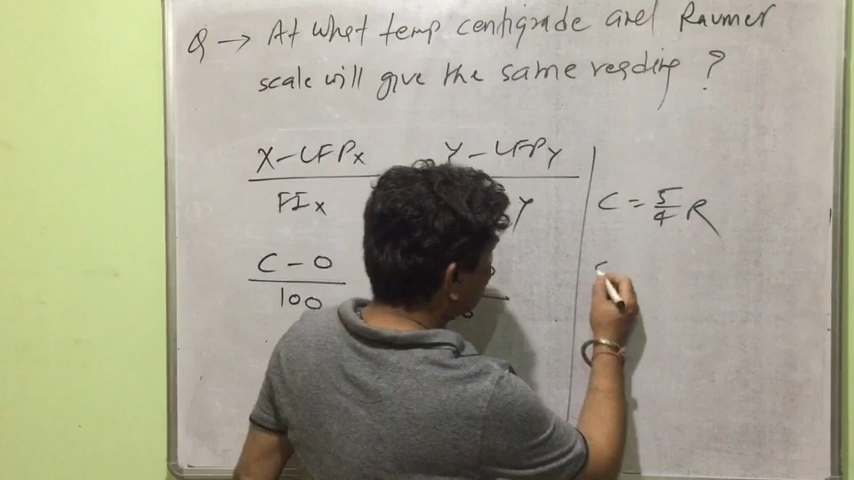 Q → At what temp centigrade and Raumer
scale will give the same reading ?
X - LFPx Y - LFPy
FIx y
C - 0
100
C = 5/4 R